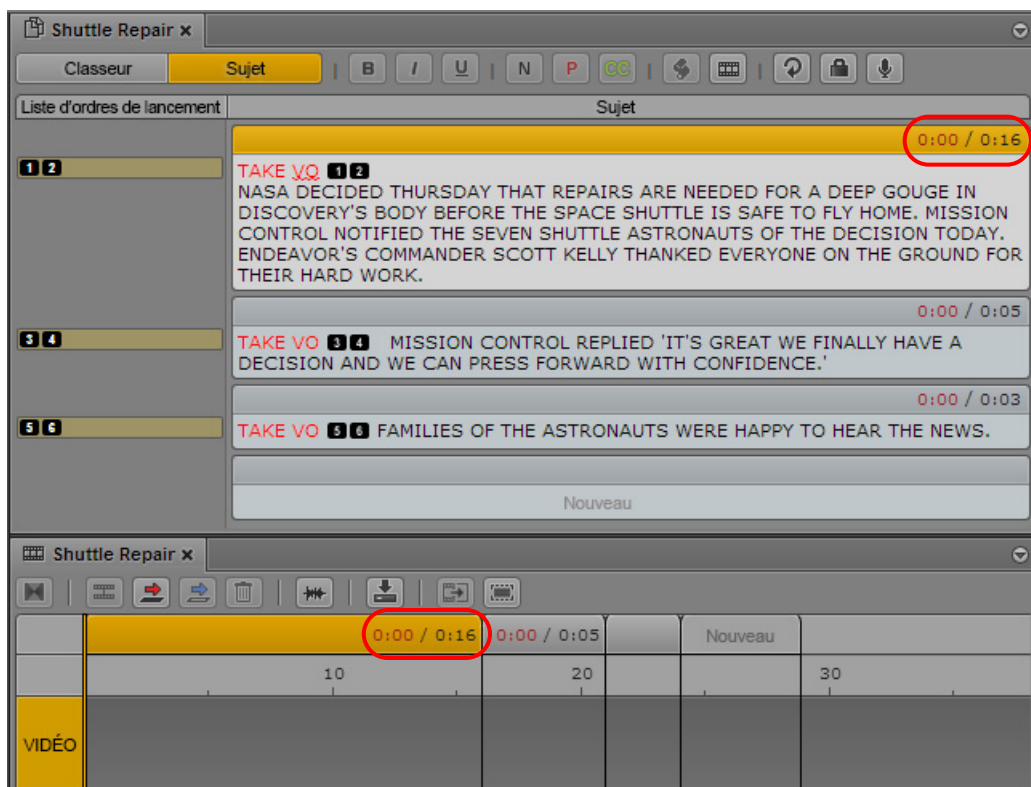 Shuttle Repair x
Classeur Sujet B I U N P CC
Liste d'ordres de lancement Sujet
0:00 / 0:16
1 2 TAKE VO 1 2
NASA DECIDED THURSDAY THAT REPAIRS ARE NEEDED FOR A DEEP GOUGE IN
DISCOVERY'S BODY BEFORE THE SPACE SHUTTLE IS SAFE TO FLY HOME. MISSION
CONTROL NOTIFIED THE SEVEN SHUTTLE ASTRONAUTS OF THE DECISION TODAY.
ENDEAVOR'S COMMANDER SCOTT KELLY THANKED EVERYONE ON THE GROUND FOR
THEIR HARD WORK.
0:00 / 0:05
3 4 TAKE VO 3 4 MISSION CONTROL REPLIED 'IT'S GREAT WE FINALLY HAVE A
DECISION AND WE CAN PRESS FORWARD WITH CONFIDENCE.'
0:00 / 0:03
5 6 TAKE VO 5 6 FAMILIES OF THE ASTRONAUTS WERE HAPPY TO HEAR THE NEWS.
Nouveau
Shuttle Repair x
0:00 / 0:16 0:00 / 0:05 Nouveau
10 20 30
VIDÉO